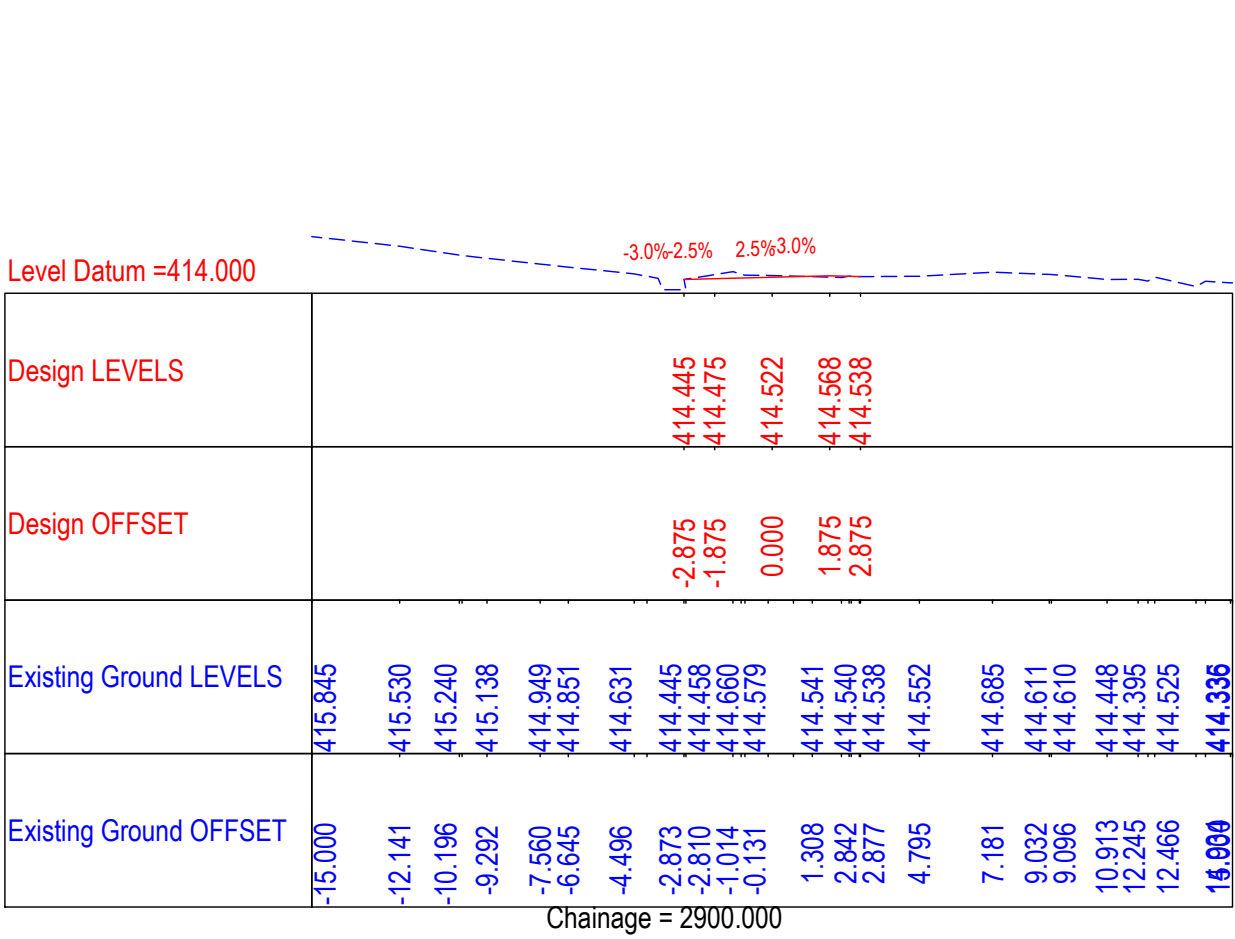 -3.0% -2.5% 2.5% -3.0%
Level Datum =414.000
Design LEVELS 414.445 414.475 414.522 414.568 414.538
Design OFFSET -2.875 -1.875 0.000 1.875 2.875
Existing Ground LEVELS 415.845 415.530 415.240 415.138 414.949 414.851 414.631 414.445 414.458 414.660 414.579 414.541 414.540 414.538 414.552 414.685 414.611 414.610 414.448 414.395 414.525
Existing Ground OFFSET -15.000 -12.141 -10.196 -9.292 -7.560 -6.645 -4.496 -2.873 -2.810 -1.014 -0.131 1.308 2.842 2.877 4.795 7.181 9.032 9.096 10.913 12.245 12.466
Chainage = 2900.000